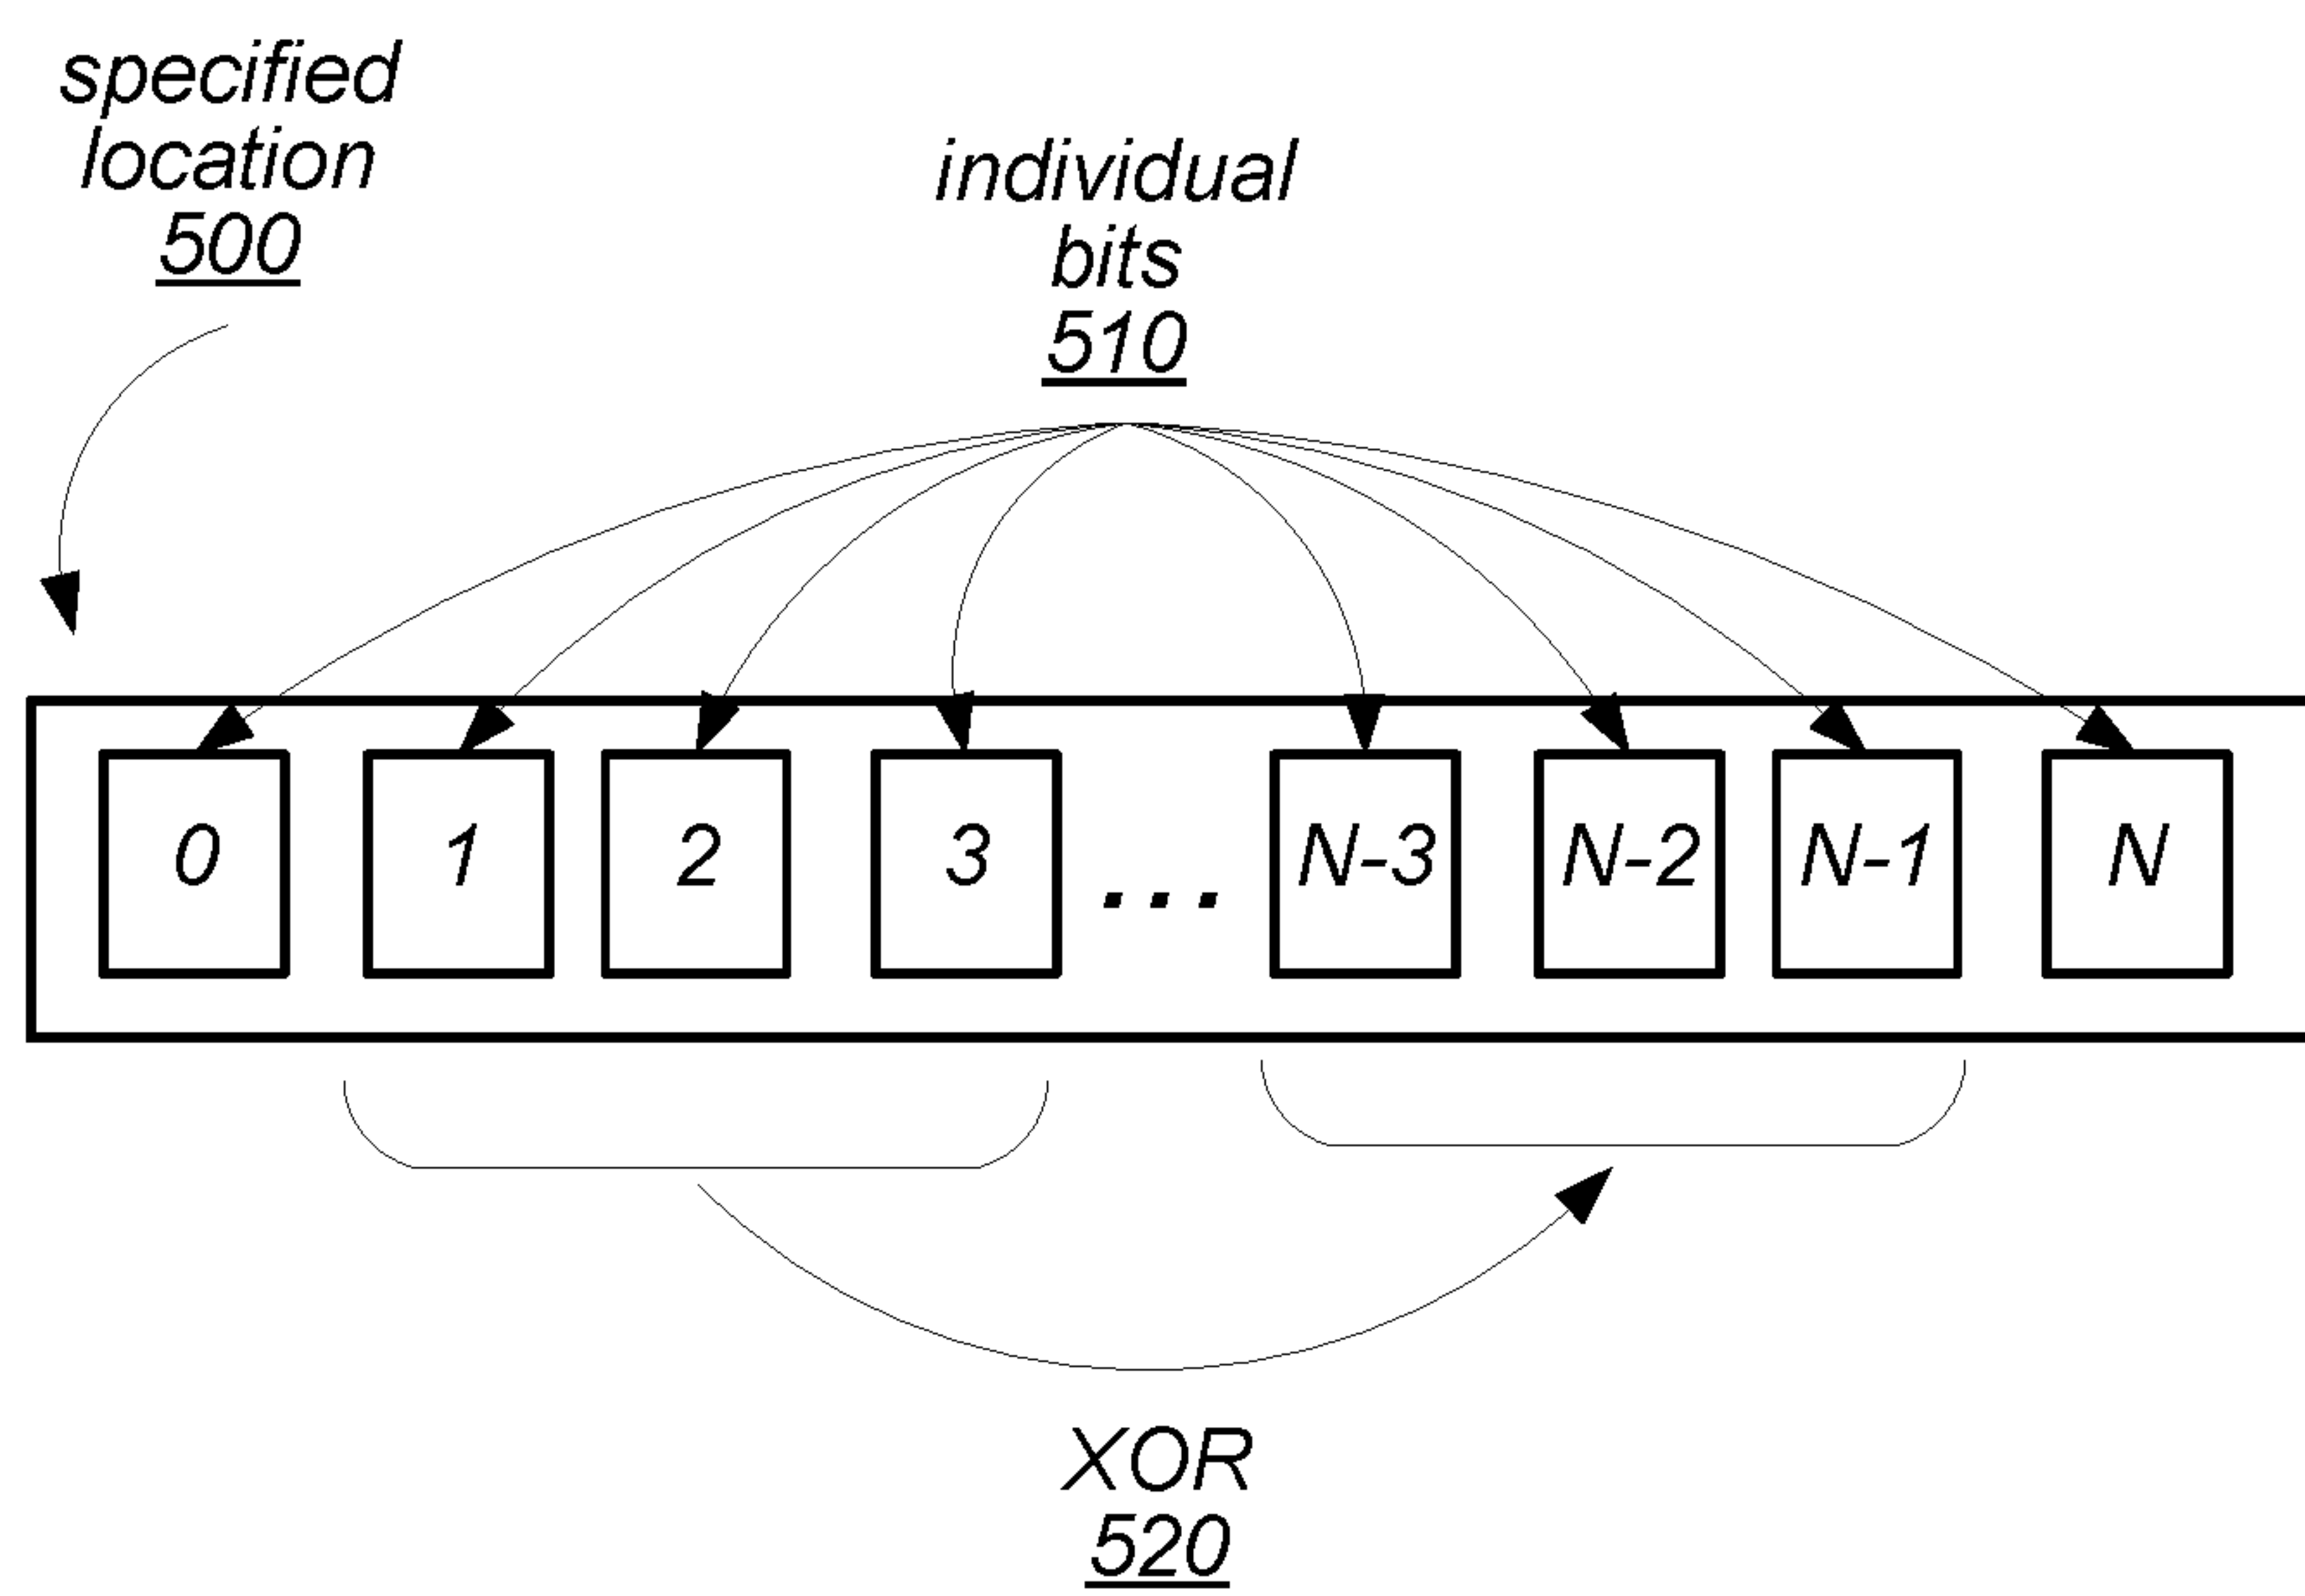 specified
location
500
individual
bits
510
0 1 2 3 ... N-3 N-2 N-1 N
XOR
520